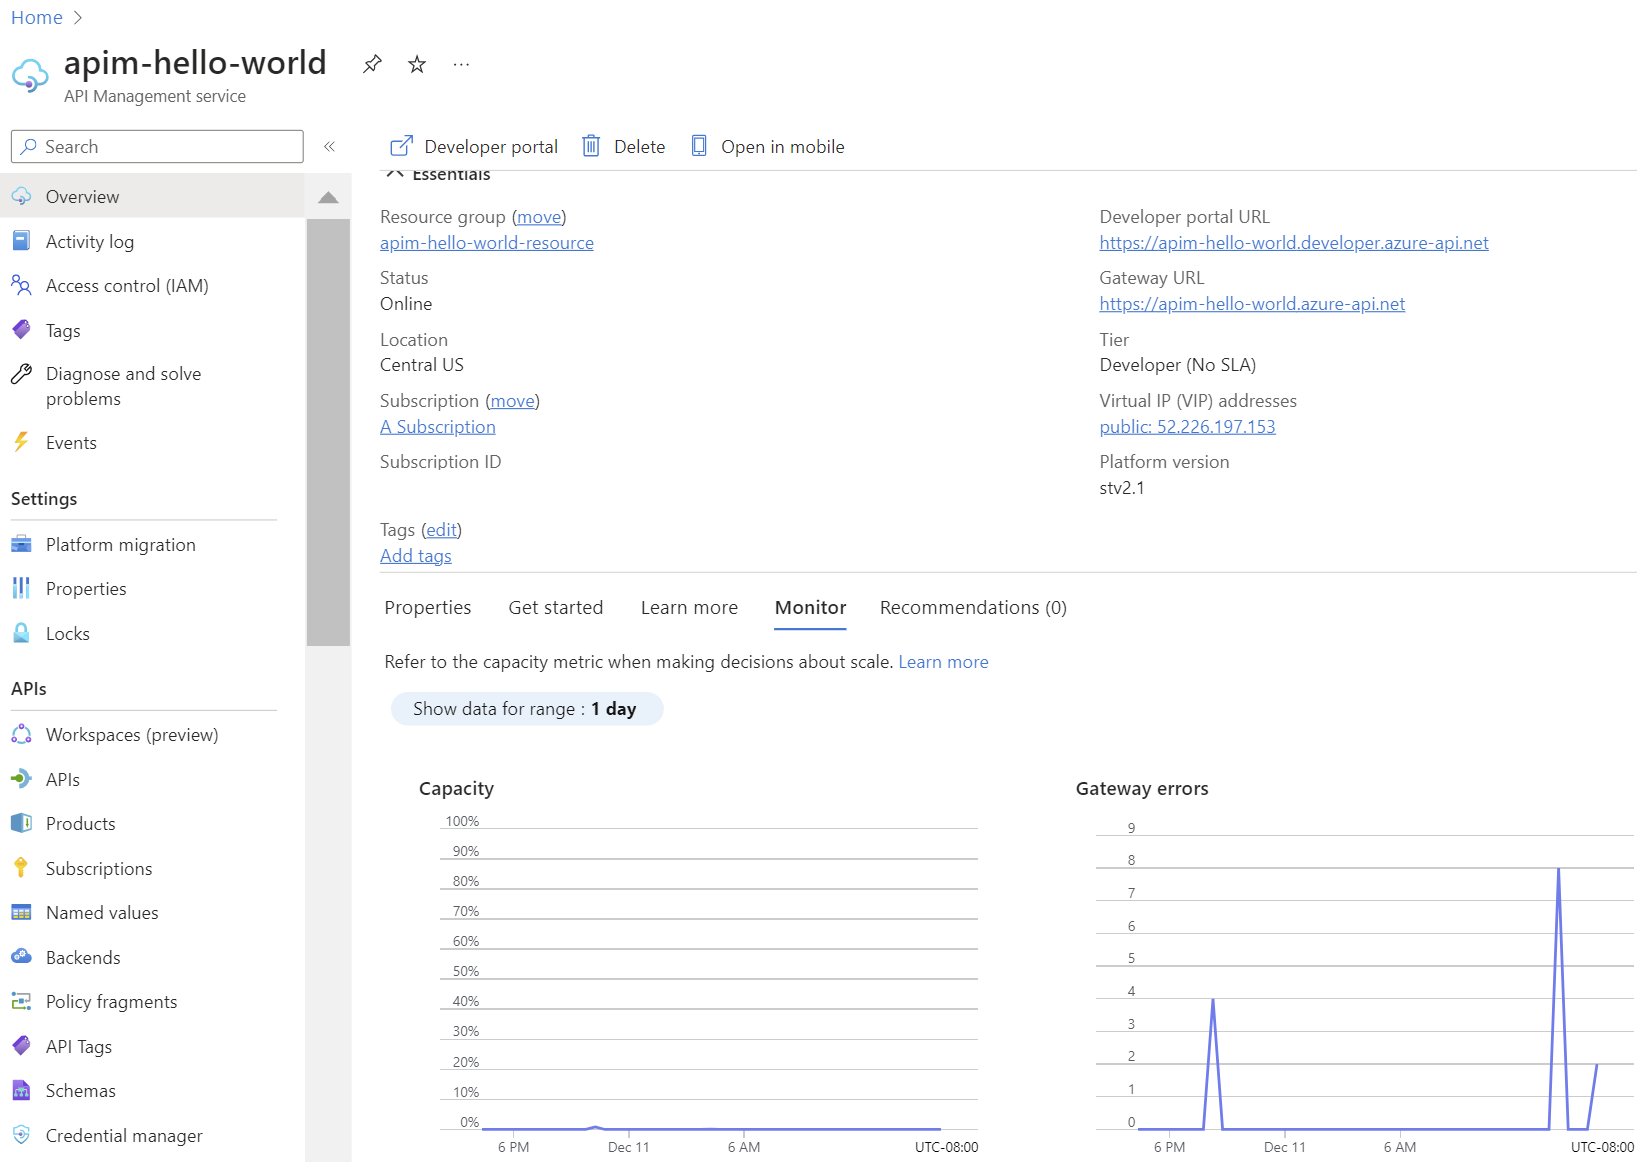 Home
apim-hello-world
API Management service
Search
Developer portal
Delete
Open in mobile
Overview
Activity log
Access control (IAM)
Tags
Diagnose and solve
problems
Events
Settings
Platform migration
Properties
Locks
APIs
Workspaces (preview)
APIs
Products
Subscriptions
Named values
Backends
Policy fragments
API Tags
Schemas
Credential manager
Essentials
Resource group (move)
apim-hello-world-resource
Status
Online
Location
Central US
Subscription (move)
A Subscription
Subscription ID
Tags (edit)
Add tags
Developer portal URL
https://apim-hello-world.developer.azure-api.net
Gateway URL
https://apim-hello-world.azure-api.net
Tier
Developer (No SLA)
Virtual IP (VIP) addresses
public: 52.226.197.153
Platform version
stv2.1
Properties
Get started
Learn more
Monitor
Recommendations (0)
Refer to the capacity metric when making decisions about scale. Learn more
Show data for range : 1 day
Capacity
100%
90%
80%
70%
60%
50%
40%
30%
20%
10%
0%
6 PM
Dec 11
6 AM
UTC-08:00
Gateway errors
9
8
7
6
5
4
3
2
1
0
6 PM
Dec 11
6 AM
UTC-08:00